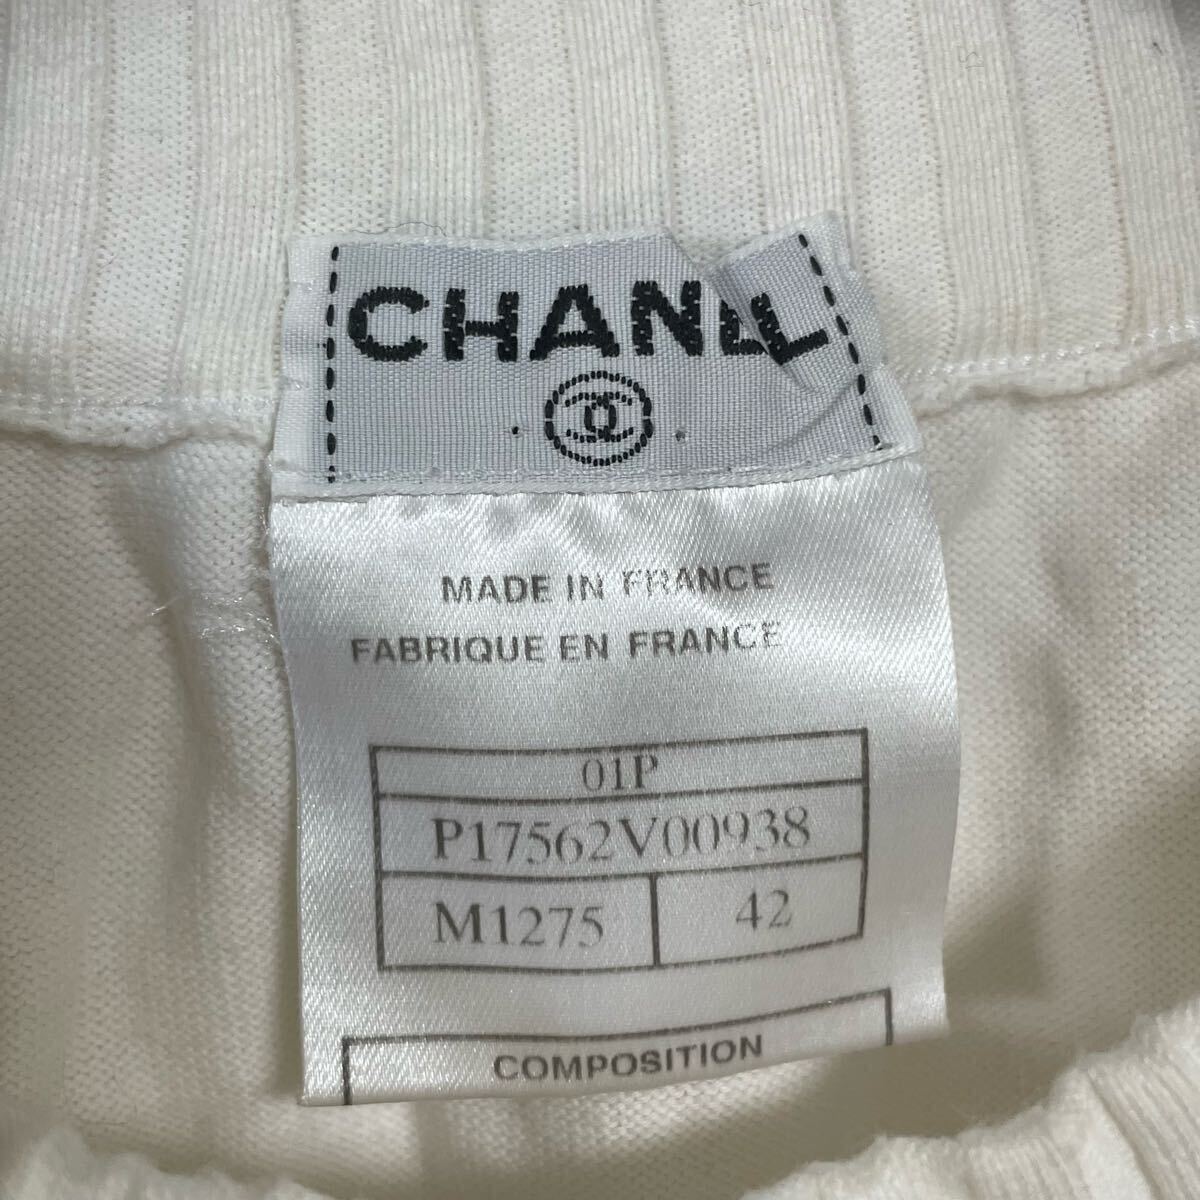 CHANEL
MADE IN FRANCE
FABRIQUE EN FRANCE
01P
P17562V00938
M1275 42
COMPOSITION